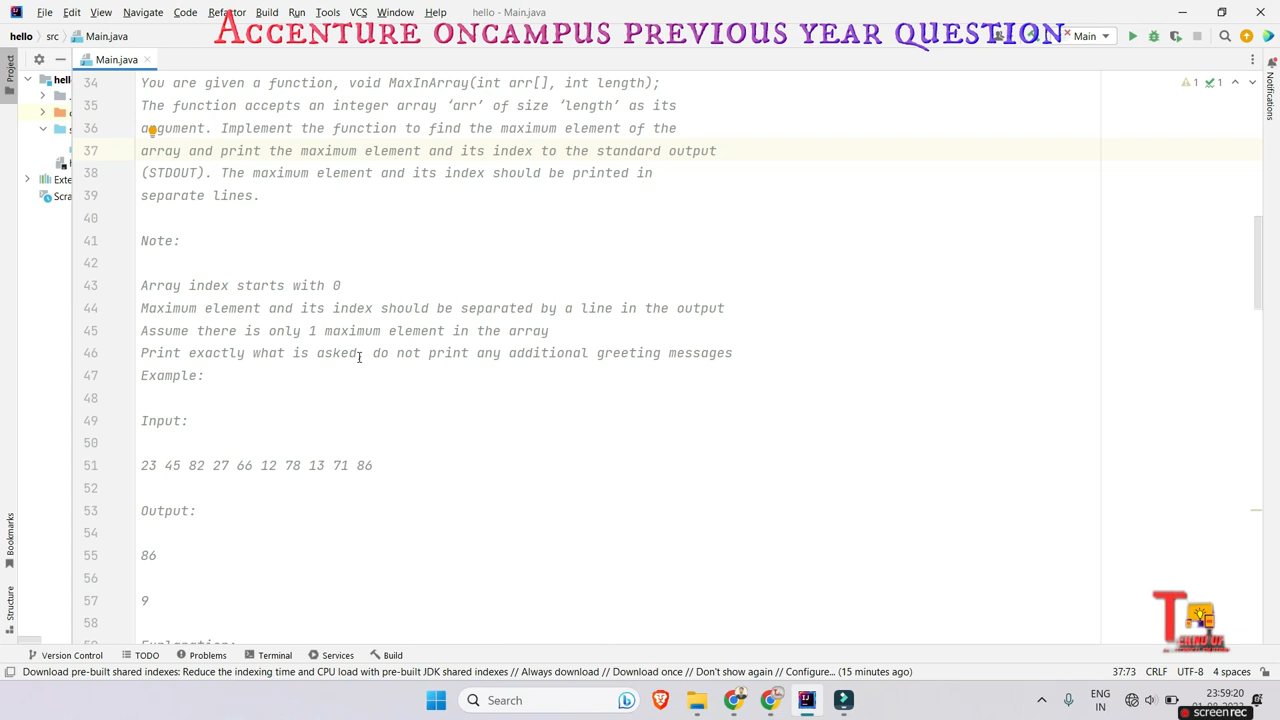 File Edit View Navigate Code Refactor Build Run Tools VCS Window Help hello - Main.java
Accenture oncampus previous year question
hello src Main.java Main
Project
Main.java
Notifications
34 You are given a function, void MaxInArray(int arr[], int length);
1 1
35 The function accepts an integer array ‘arr’ of size ‘length’ as its
36 argument. Implement the function to find the maximum element of the
37 array and print the maximum element and its index to the standard output
38 (STDOUT). The maximum element and its index should be printed in
39 separate lines.
40
41 Note:
42
43 Array index starts with 0
44 Maximum element and its index should be separated by a line in the output
45 Assume there is only 1 maximum element in the array
46 Print exactly what is asked, do not print any additional greeting messages
47 Example:
48
49 Input:
50
51 23 45 82 27 66 12 78 13 71 86
52
53 Output:
54
55 86
56
57 9
58
hell
Exte
Scra
Bookmarks
Structure
Version Control TODO Problems Terminal Services Build
Download pre-built shared indexes: Reduce the indexing time and CPU load with pre-built JDK shared indexes // Always download // Download once // Don't show again // Configure... (15 minutes ago)
37:73 CRLF UTF-8 4 spaces
Search
ENG
IN
23:59:20
screenrec